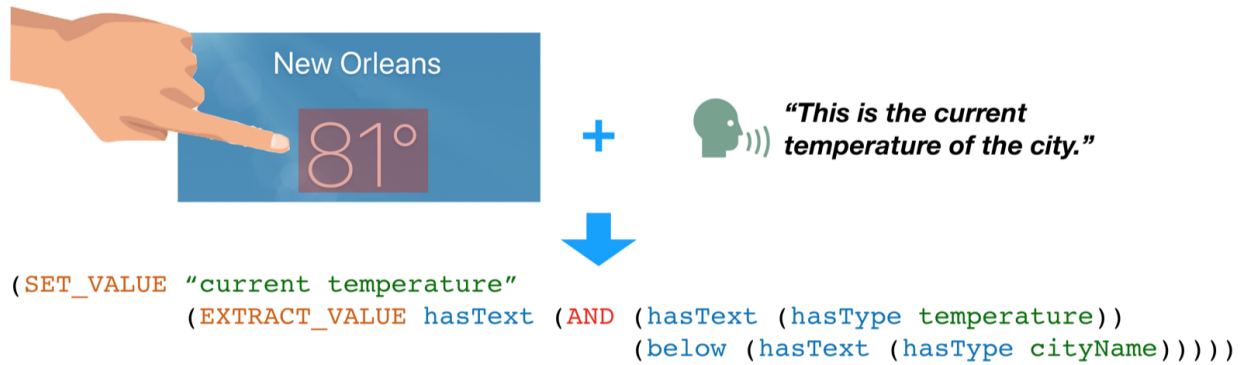 New Orleans
81°
+
“This is the current
temperature of the city.”
(SET_VALUE “current temperature”
(EXTRACT_VALUE hasText (AND (hasText (hasType temperature))
(below (hasText (hasType cityName)))))